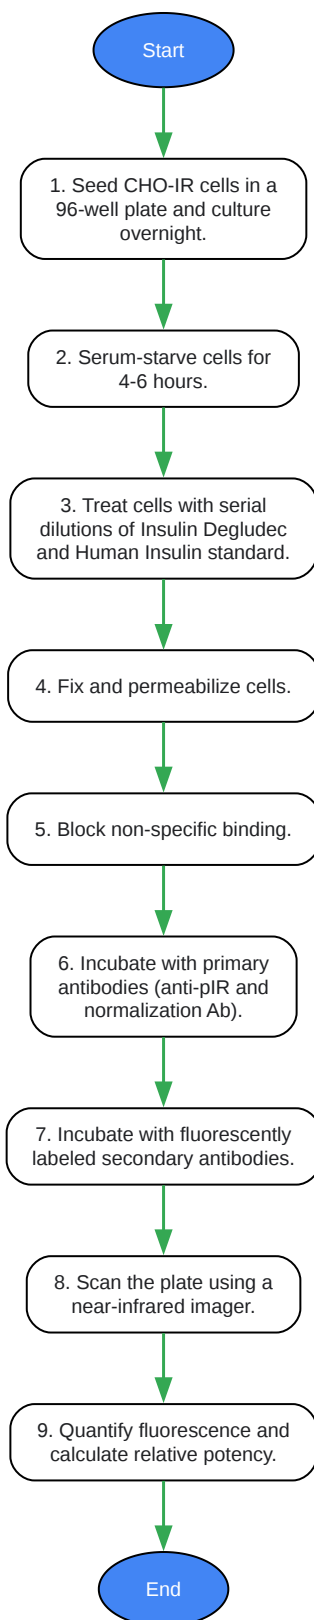 Start
1. Seed CHO-IR cells in a
96-well plate and culture
overnight.
2. Serum-starve cells for
4-6 hours.
3. Treat cells with serial
dilutions of Insulin Degludec
and Human Insulin standard.
4. Fix and permeabilize cells.
5. Block non-specific binding.
6. Incubate with primary
antibodies (anti-pIR and
normalization Ab).
7. Incubate with fluorescently
labeled secondary antibodies.
8. Scan the plate using a
near-infrared imager.
9. Quantify fluorescence and
calculate relative potency.
End